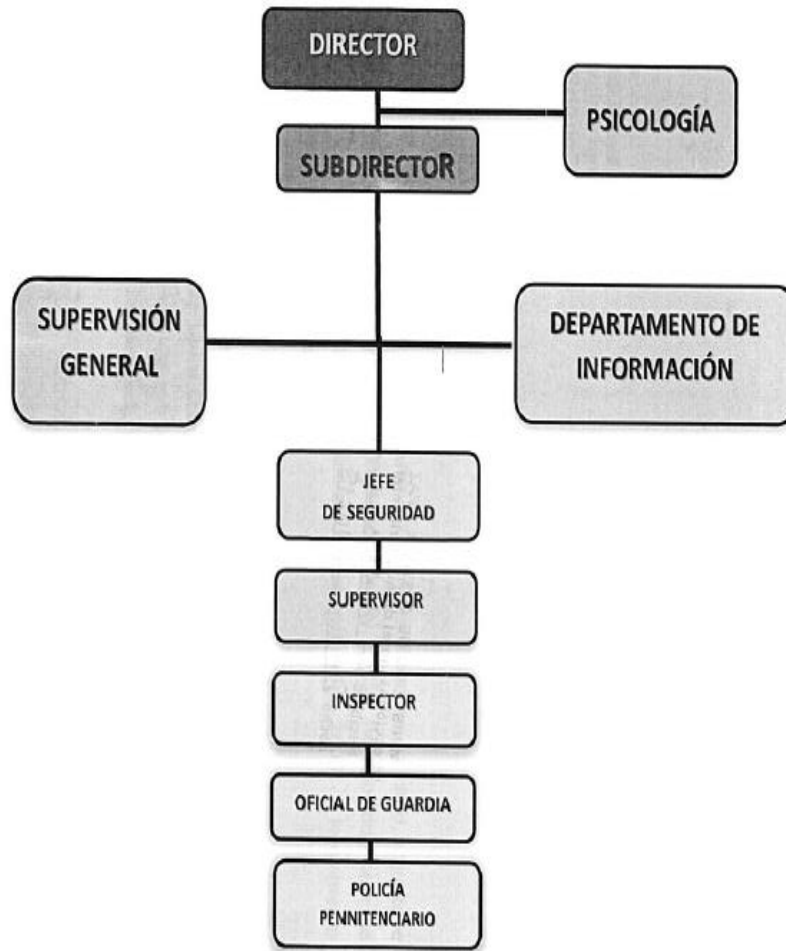 DIRECTOR
PSICOLOGÍA
SUBDIRECTOR
SUPERVISIÓN
GENERAL
DEPARTAMENTO DE
INFORMACIÓN
JEFE
DE SEGURIDAD
SUPERVISOR
INSPECTOR
OFICIAL DE GUARDIA
POLICÍA
PENNITENCIARIO